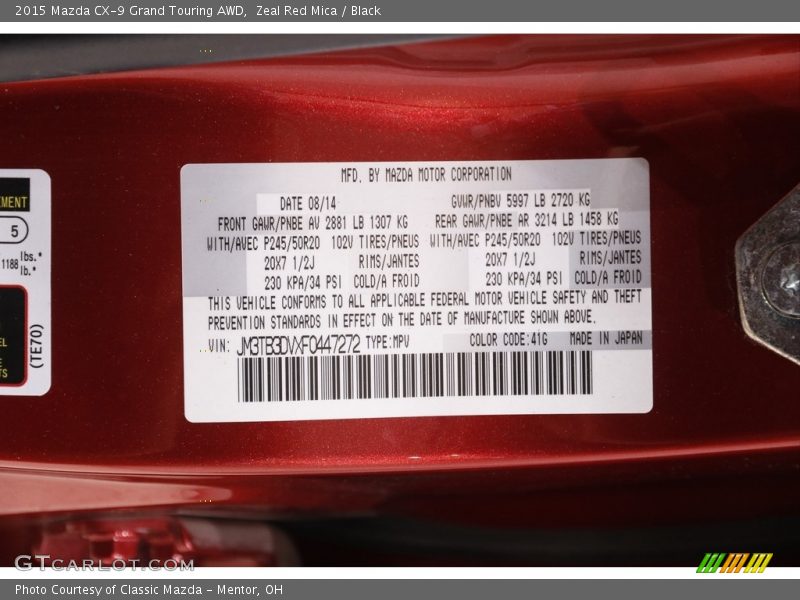 2015 Mazda CX-9 Grand Touring AWD, Zeal Red Mica / Black
MFD. BY MAZDA MOTOR CORPORATION
DATE 08/14 GVWR/PNBV 5997 LB 2720 KG
FRONT GAWR/PNBE AV 2881 LB 1307 KG REAR GAWR/PNBE AR 3214 LB 1458 KG
WITH/AVEC P245/50R20 102V TIRES/PNEUS WITH/AVEC P245/50R20 102V TIRES/PNEUS
20X7 1/2J RIMS/JANTES 20X7 1/2J RIMS/JANTES
230 KPA/34 PSI COLD/A FROID 230 KPA/34 PSI COLD/A FROID
THIS VEHICLE CONFORMS TO ALL APPLICABLE FEDERAL MOTOR VEHICLE SAFETY AND THEFT
PREVENTION STANDARDS IN EFFECT ON THE DATE OF MANUFACTURE SHOWN ABOVE.
VIN: JM3TB3DVXF0447272 TYPE:MPV COLOR CODE:41G MADE IN JAPAN
EMENT
5
1188 lbs.*
lb.*
EL
E
TS
(TE70)
GTCARLOT.COM
Photo Courtesy of Classic Mazda - Mentor, OH